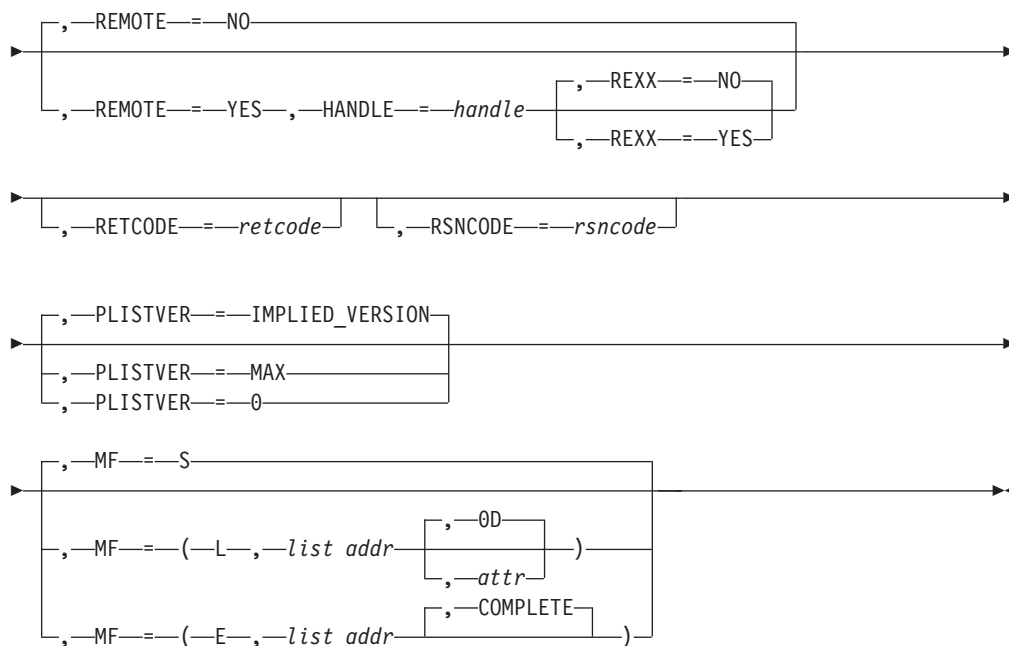 , REMOTE = NO
, REMOTE = YES , HANDLE = handle , REXX = NO
, REXX = YES
, RETCODE = retcode , RSNCODE = rsncode
, PLISTVER = IMPLIED_VERSION
, PLISTVER = MAX
, PLISTVER = 0
, MF = S
, MF = ( L , list addr , 0D )
, attr
, MF = ( E , list addr , COMPLETE )